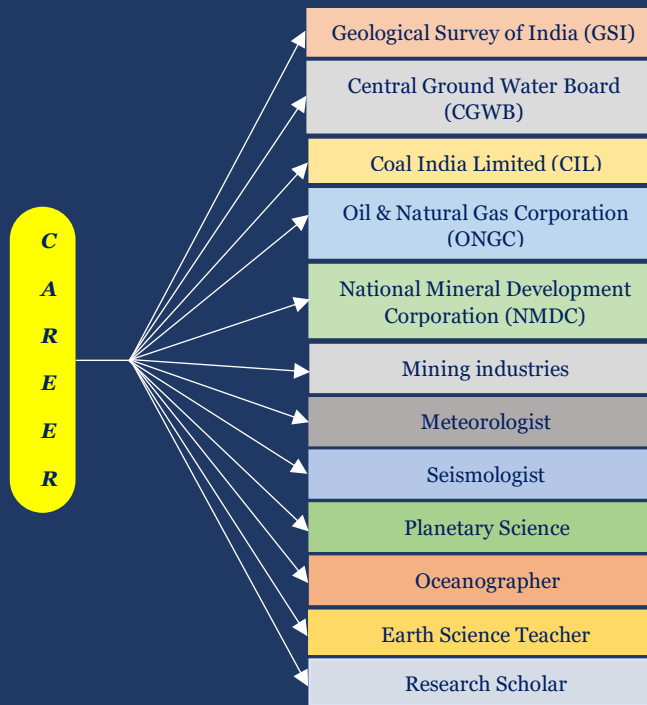 Geological Survey of India (GSI)
Central Ground Water Board
(CGWB)
Coal India Limited (CIL)
Oil & Natural Gas Corporation
(ONGC)
National Mineral Development
Corporation (NMDC)
Mining industries
Meteorologist
Seismologist
Planetary Science
Oceanographer
Earth Science Teacher
Research Scholar
C
A
R
E
E
R